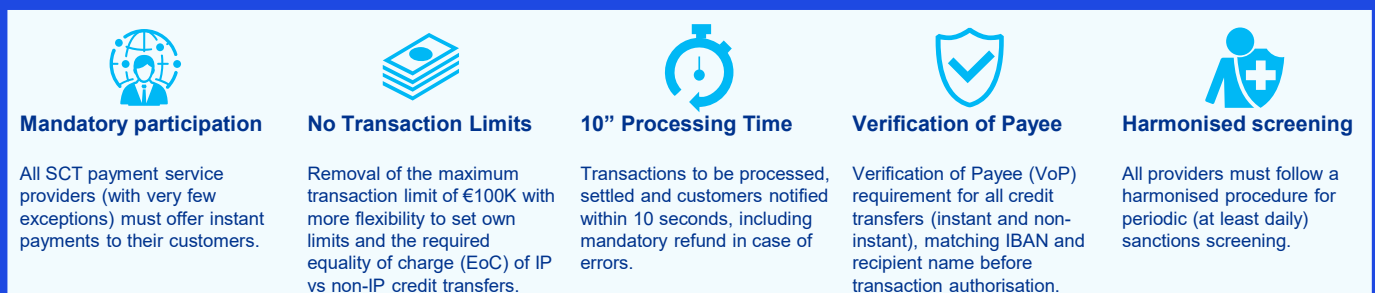 Mandatory participation
All SCT payment service
providers (with very few
exceptions) must offer instant
payments to their customers.
No Transaction Limits
Removal of the maximum
transaction limit of €100K with
more flexibility to set own
limits and the required
equality of charge (EoC) of IP
vs non-IP credit transfers.
10” Processing Time
Transactions to be processed,
settled and customers notified
within 10 seconds, including
mandatory refund in case of
errors.
Verification of Payee
Verification of Payee (VoP)
requirement for all credit
transfers (instant and non-
instant), matching IBAN and
recipient name before
transaction authorisation.
Harmonised screening
All providers must follow a
harmonised procedure for
periodic (at least daily)
sanctions screening.